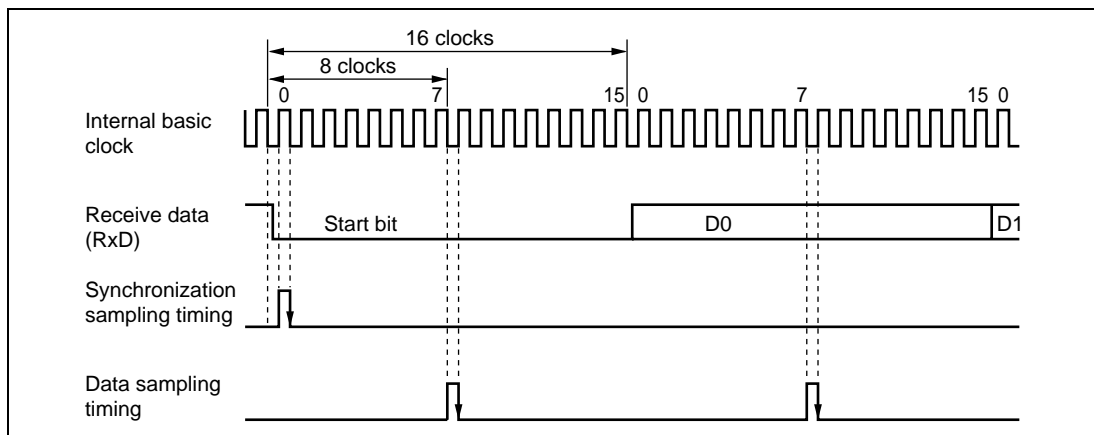 16 clocks
8 clocks
0 7 15 0 7 15 0
Internal basic
clock
Receive data
(RxD)
Start bit D0 D1
Synchronization
sampling timing
Data sampling
timing